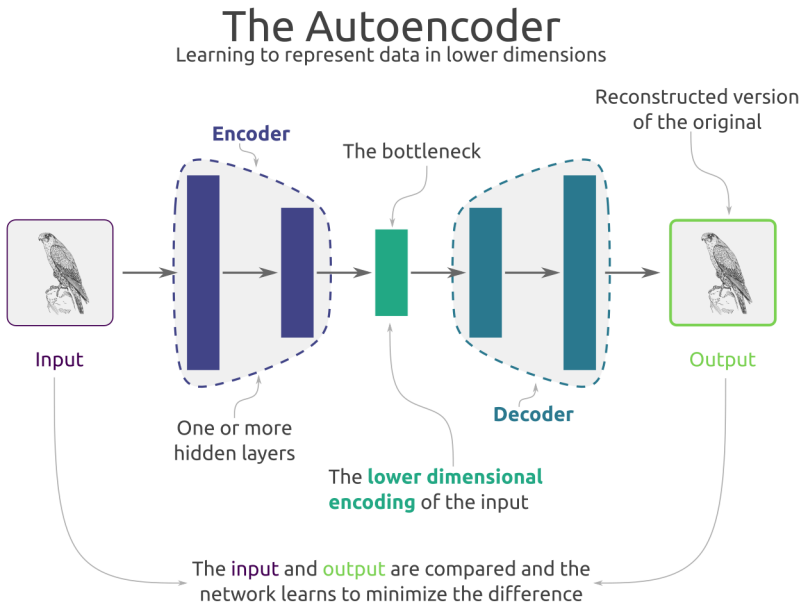 The Autoencoder
Learning to represent data in lower dimensions
Reconstructed version
of the original
Encoder
The bottleneck
Input
Output
One or more
hidden layers
Decoder
The lower dimensional
encoding of the input
The input and output are compared and the
network learns to minimize the difference